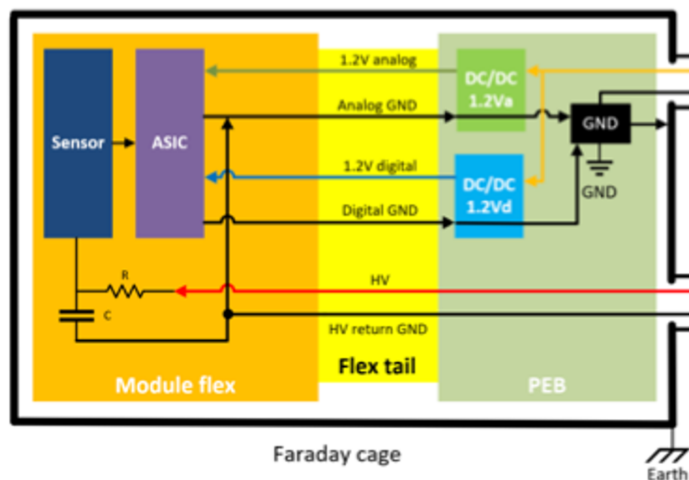 1.2V analog
DC/DC
1.2Va
Analog GND
GND
Sensor
ASIC
1.2V digital
DC/DC
1.2Vd
GND
Digital GND
R
HV
C
HV return GND
Flex tail
Module flex
PEB
Faraday cage
Earth